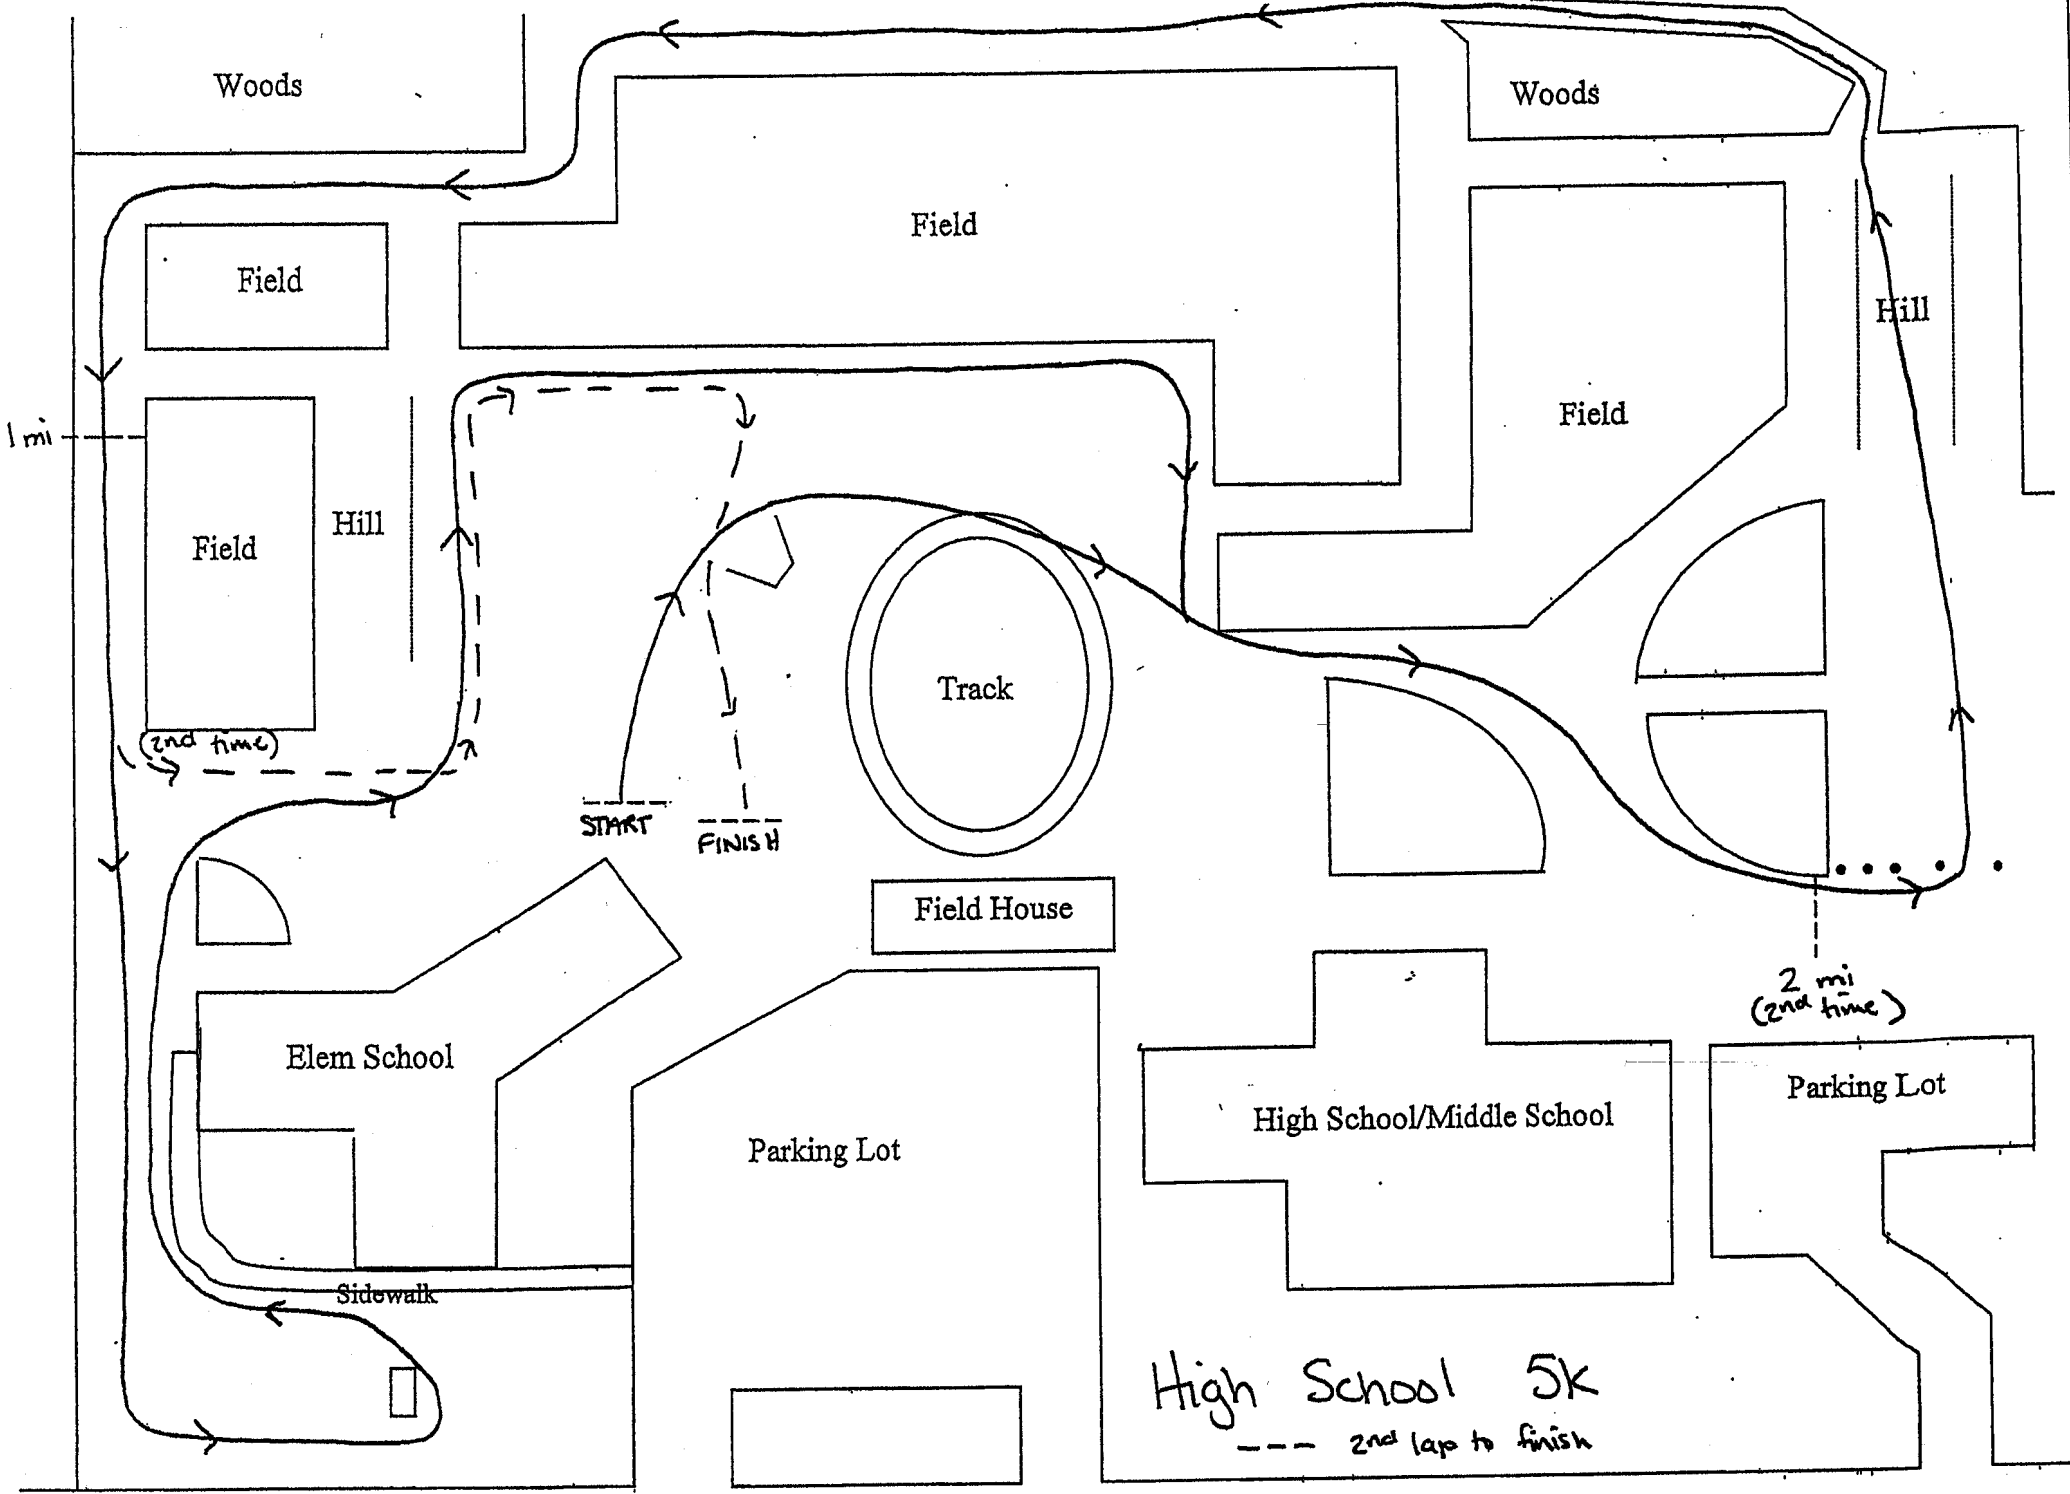 Woods
Woods
Field
Field
Hill
Field
1 mi
Hill
Field
Track
(2nd time)
START
FINISH
Field House
2 mi
(2nd time)
Elem School
Parking Lot
High School/Middle School
Parking Lot
Sidewalk
High School 5K
--- 2nd lap to finish